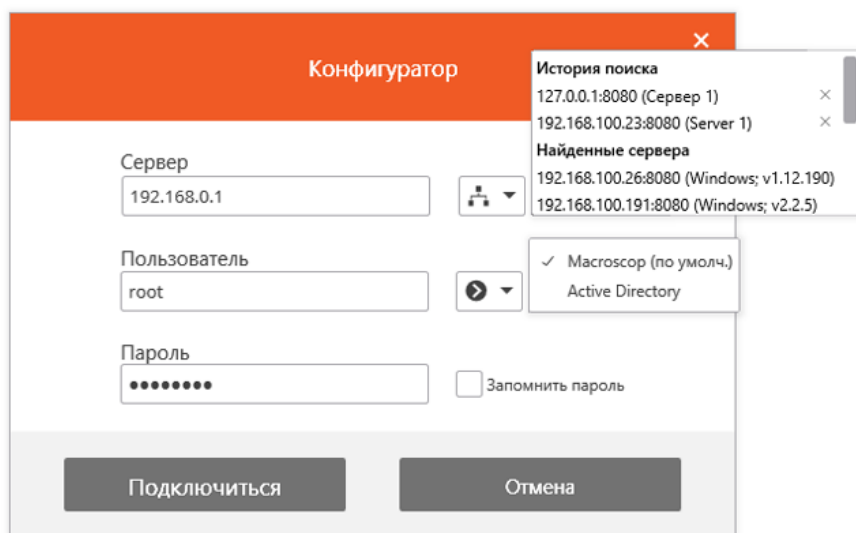 Конфигуратор
История поиска
127.0.0.1:8080 (Сервер 1)
192.168.100.23:8080 (Server 1)
Найденные сервера
192.168.100.26:8080 (Windows; v1.12.190)
192.168.100.191:8080 (Windows; v2.2.5)
Сервер
192.168.0.1
Пользователь
root
Macroscop (по умолч.)
Active Directory
Пароль
Запомнить пароль
Подключиться
Отмена